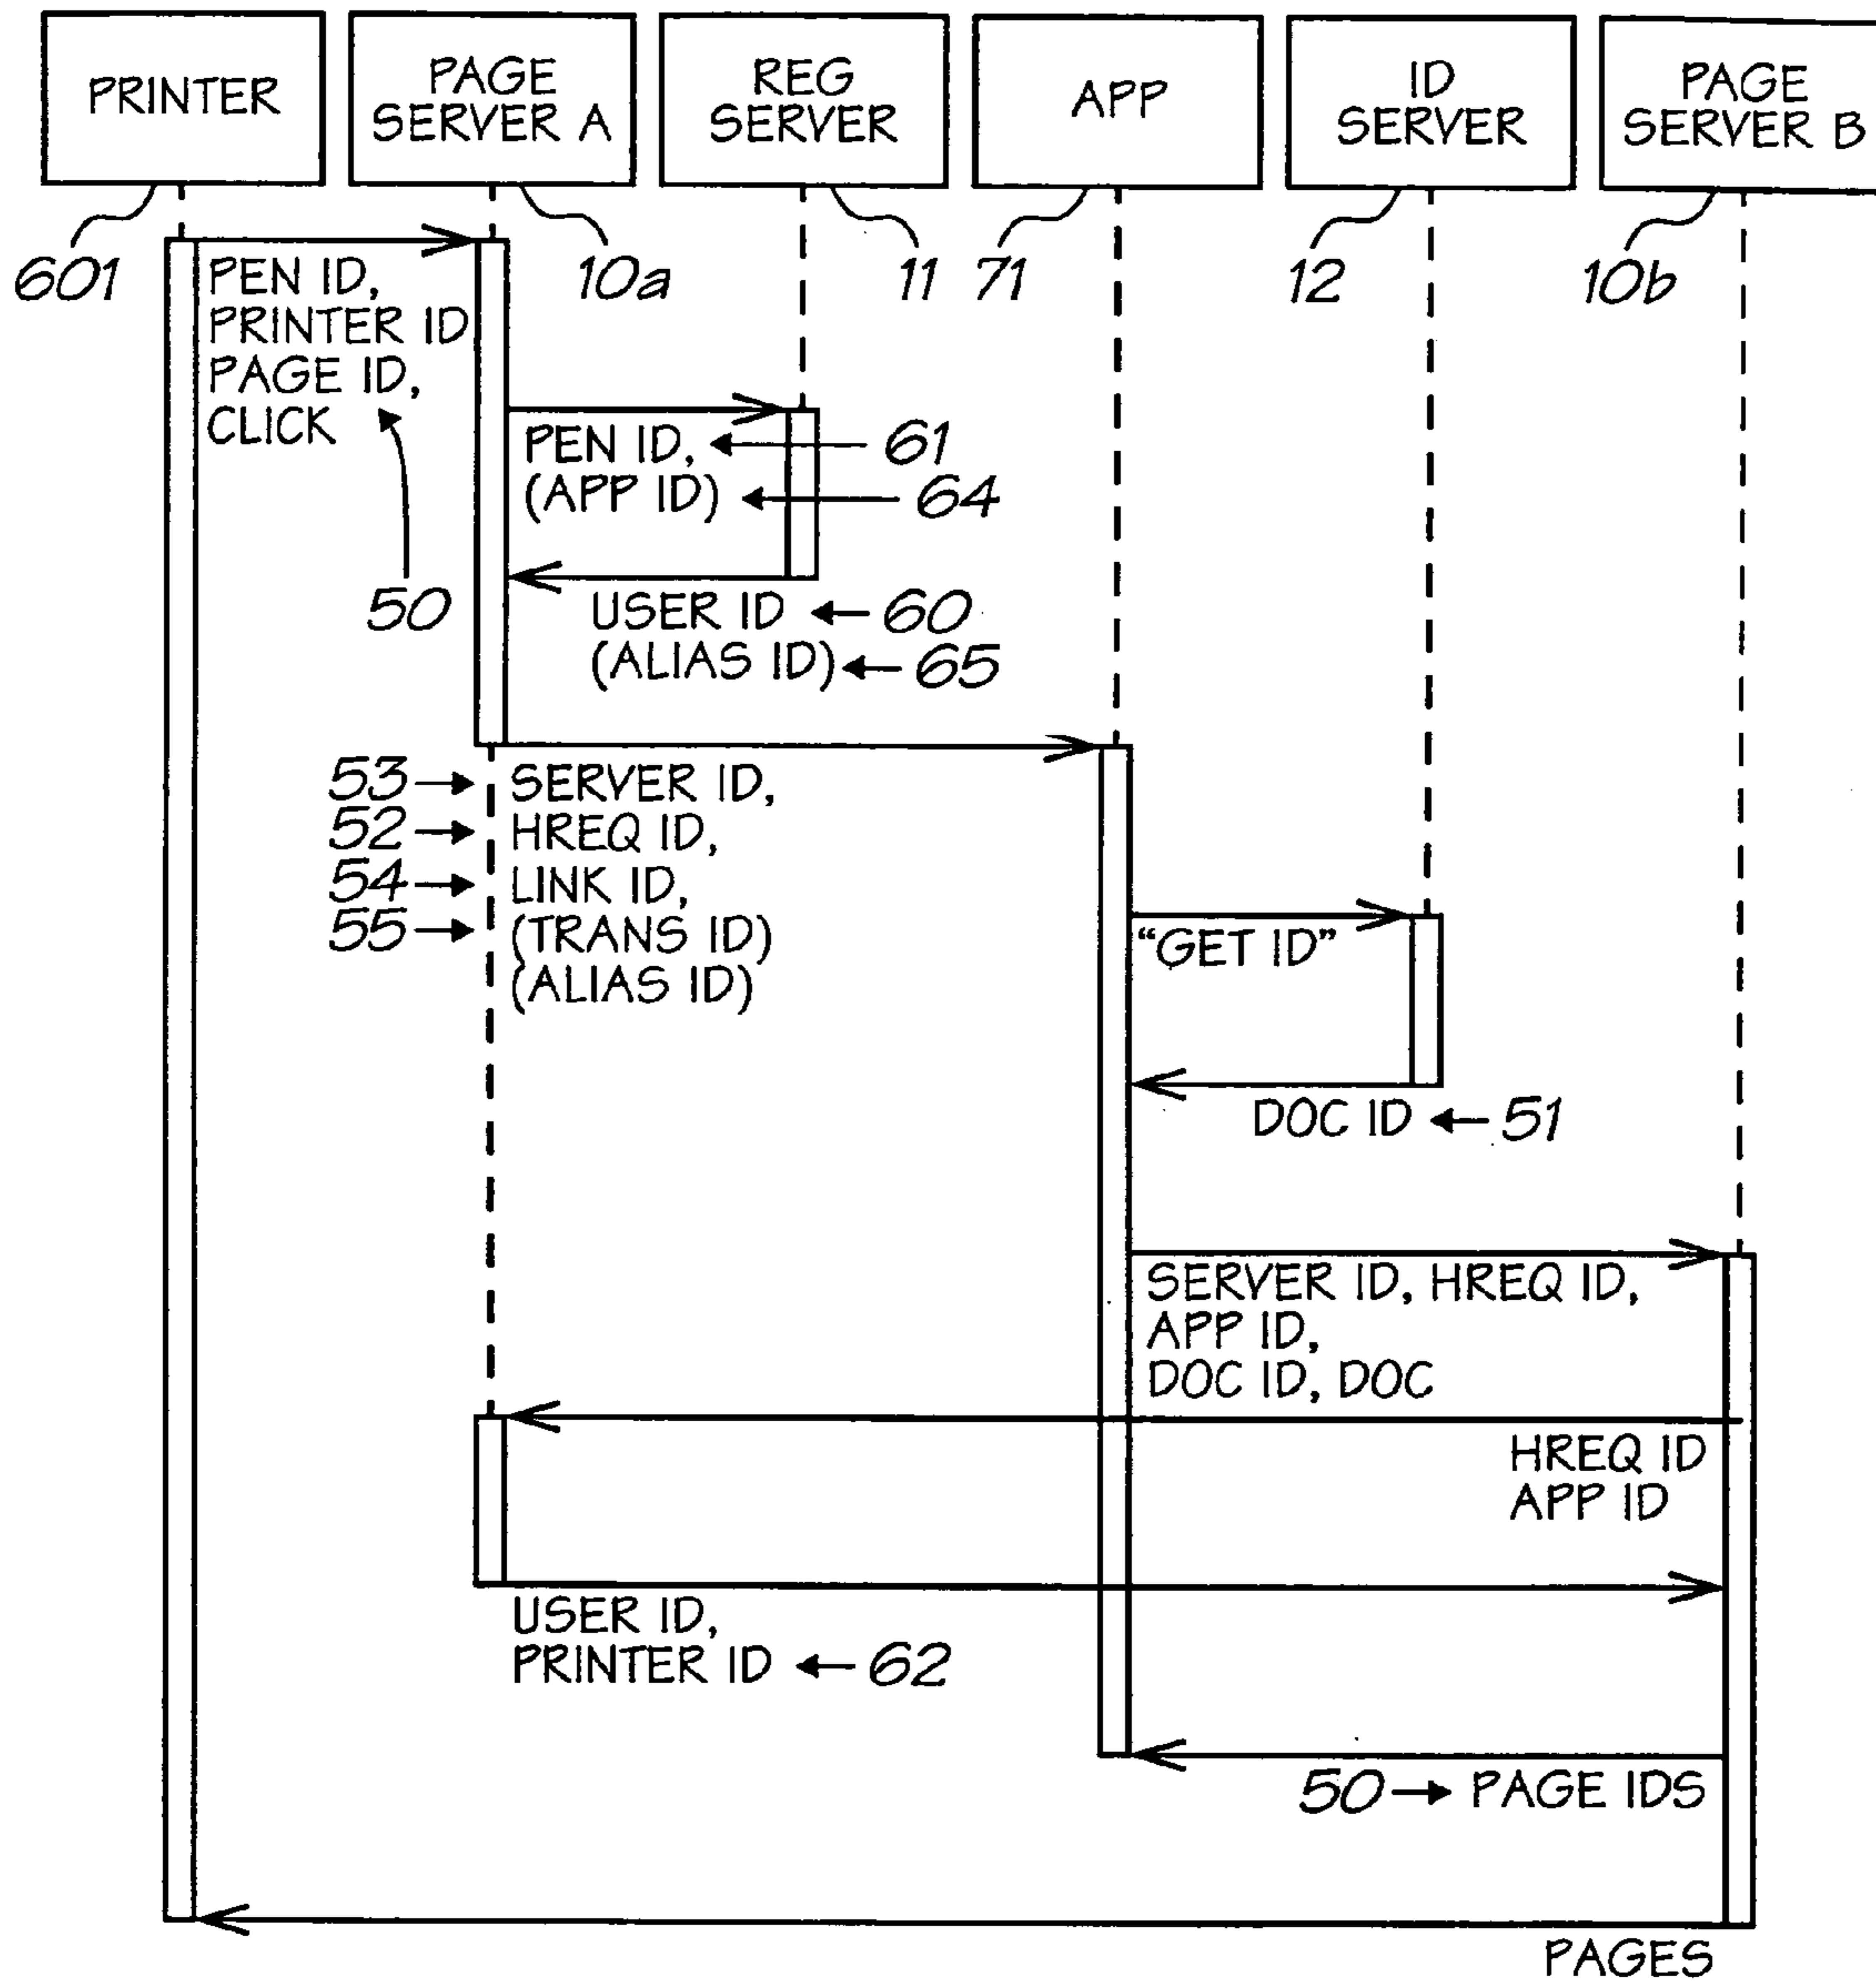 PRINTER
PAGE
SERVER A
REG
SERVER
APP
ID
SERVER
PAGE
SERVER B
601
10a
11
71
12
10b
PEN ID,
PRINTER ID
PAGE ID,
CLICK
50
PEN ID,
(APP ID)
61
64
USER ID
(ALIAS ID)
60
65
53
52
54
55
SERVER ID,
HREQ ID,
LINK ID,
(TRANS ID)
(ALIAS ID)
“GET ID”
DOC ID
51
SERVER ID, HREQ ID,
APP ID,
DOC ID, DOC
HREQ ID
APP ID
USER ID,
PRINTER ID
62
50
PAGE IDS
PAGES